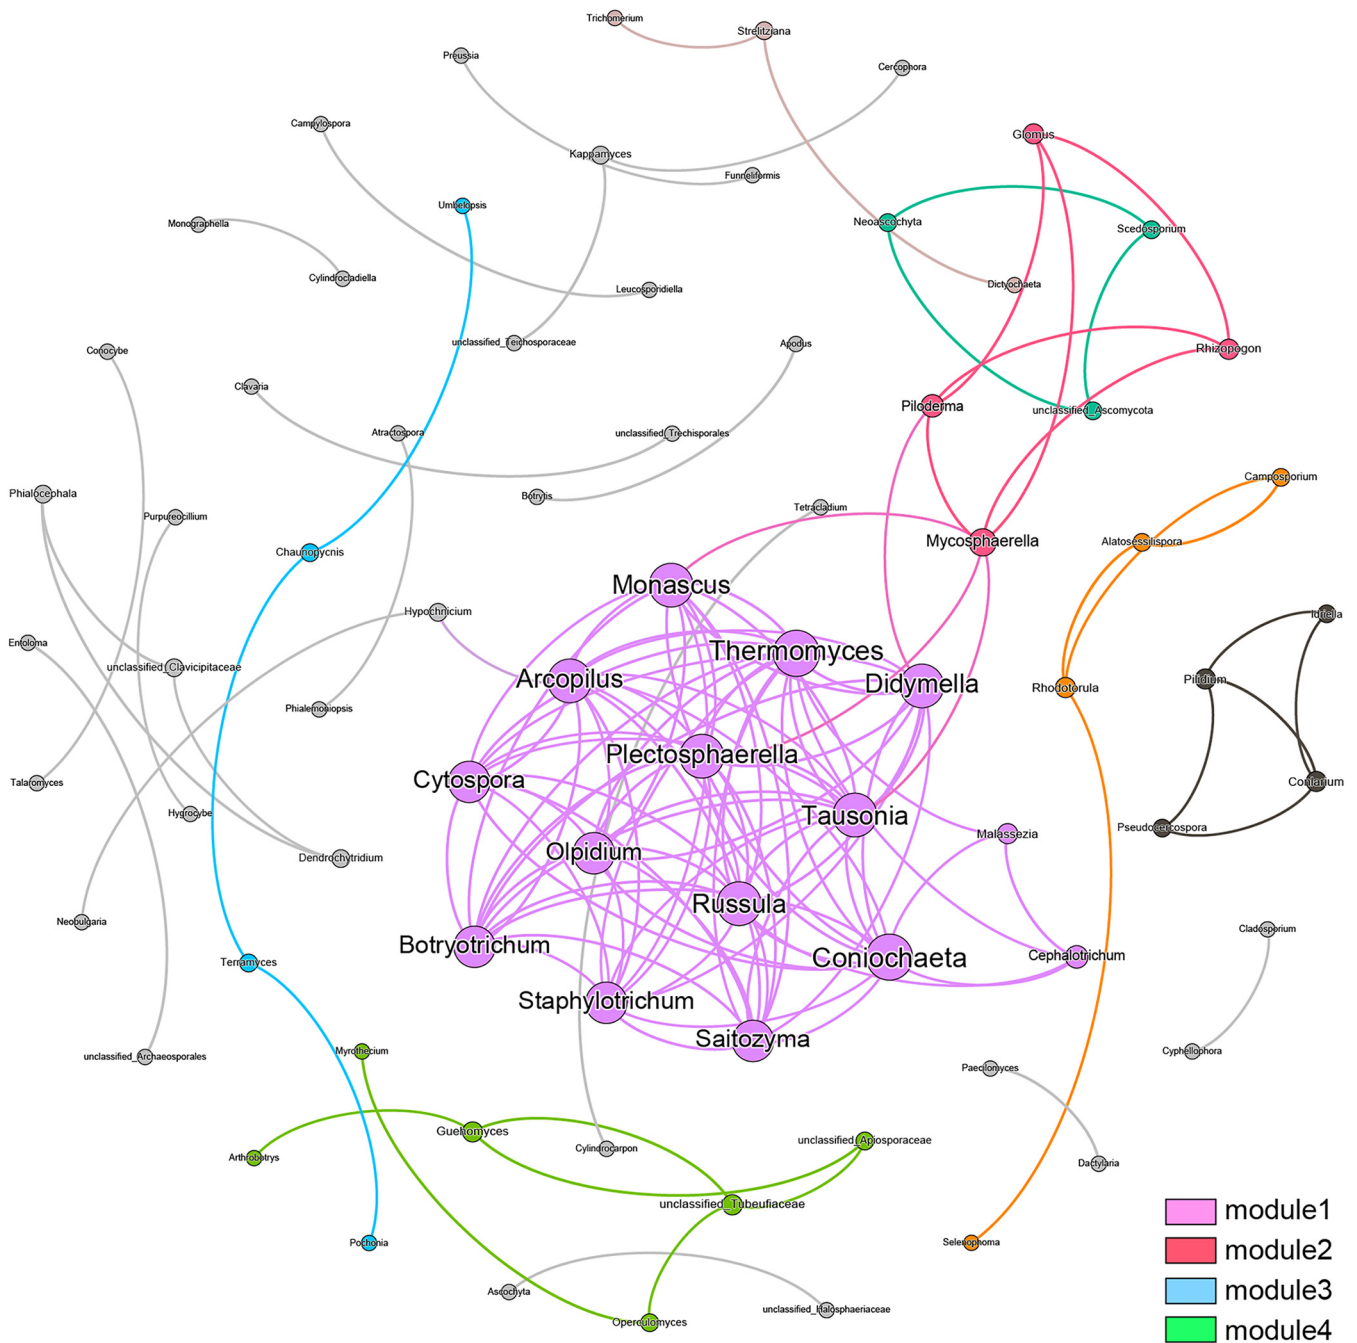 Trichomerium
Strelitziana
Preussia
Cercophora
Campylospora
Glomus
Kappamyces
Funneliformis
Umbelopsis
Monographella
Neoascochyta
Scedosporium
Cylindrocladiella
Leucosporidiella
Dictyochaeta
unclassified_Teichosporaceae
Apodus
Conocybe
Rhizopogon
Clavaria
Piloderma
unclassified_Ascomycota
Atractospora
unclassified_Trechisporales
Camposporium
Phialocephala
Botrytis
Purpureocillium
Tetracladium
Chaunopycnis
Mycosphaerella
Alatosessilispora
Monascus
Hypochnicium
Idriella
Entoloma
Thermomyces
unclassified_Clavicipitaceae
Arcopilus
Didymella
Pilidium
Rhodotorula
Phialemoniopsis
Plectosphaerella
Cytospora
Talaromyces
Contarium
Hygrocybe
Tausonia
Pseudocercospora
Malassezia
Olpidium
Dendrochytridium
Russula
Neobulgaria
Cladosporium
Botryotrichum
Coniochaeta
Cephalotrichum
Terramyces
Staphylotrichum
Saitozyma
Myrothecium
Cyphellophora
unclassified_Archaeosporales
Paecilomyces
Guehomyces
unclassified_Apiosporaceae
Cylindrocarpon
Arthrobotrys
Dactylaria
unclassified_Tubeufiaceae
module1
Pochonia
Selenophoma
module2
Ascochyta
module3
unclassified_Halosphaeriaceae
Operculomyces
module4